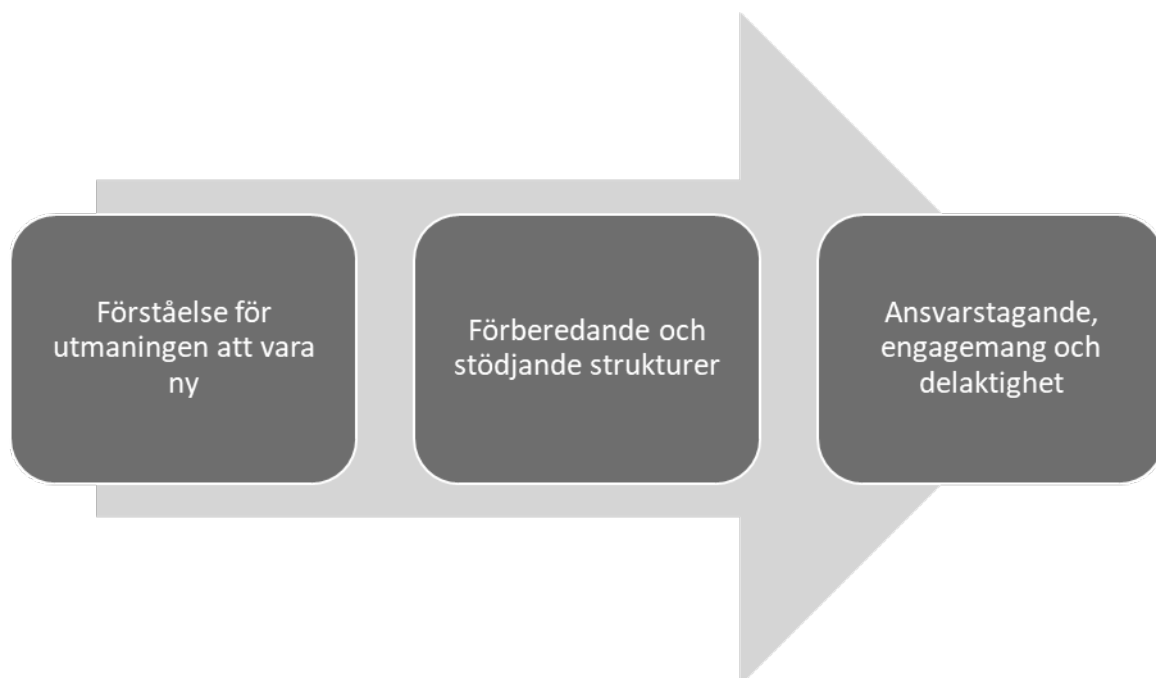 Förståelse för
utmaningen att vara
ny
Förberedande och
stödjande strukturer
Ansvarstagande,
engagemang och
delaktighet